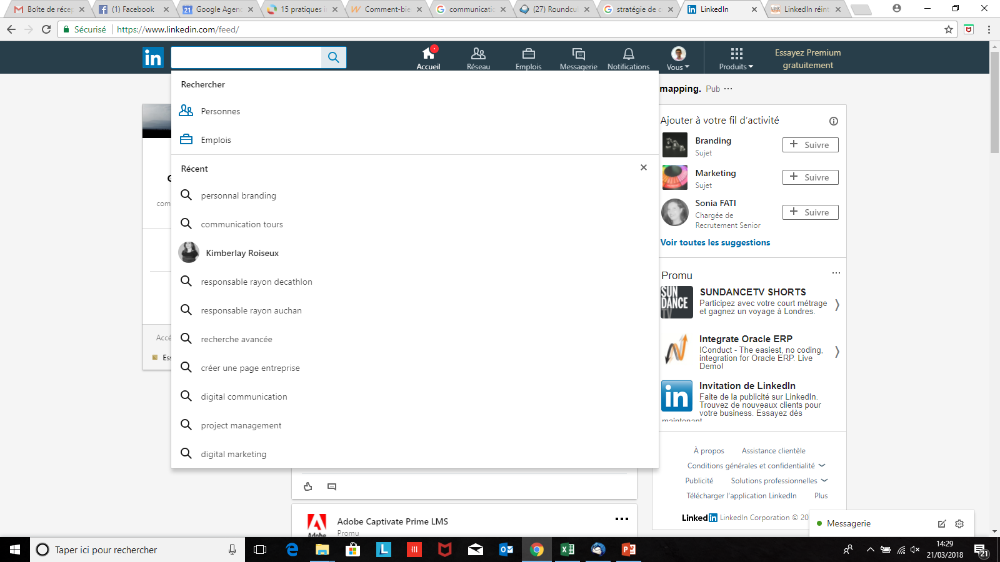 Boîte de récep
(1) Facebook
Google Agend
15 pratiques i
Comment-bie
communicatio
(27) Roundcu
stratégie de c
LinkedIn
LinkedIn réint
Sécurisé
https://www.linkedin.com/feed/
in
Accueil
Réseau
Emplois
Messagerie
Notifications
Vous
Produits
Essayez Premium
gratuitement
Rechercher
Personnes
Emplois
Récent
personnal branding
communication tours
Kimberlay Roiseux
responsable rayon decathlon
responsable rayon auchan
recherche avancée
créer une page entreprise
digital communication
project management
digital marketing
G
com
Accé
Ess
Adobe Captivate Prime LMS
Promu
Adobe
mapping. Pub ···
Ajouter à votre fil d’activité
Branding
Sujet
+ Suivre
Marketing
Sujet
+ Suivre
Sonia FATI
Chargée de
Recrutement Senior
+ Suivre
Voir toutes les suggestions
Promu
SUNDANCE TV
SUNDANCETV SHORTS
Participez avec votre court métrage
et gagnez un voyage à Londres.
Integrate Oracle ERP
IConduct - The easiest, no coding,
integration for Oracle ERP. Live
Demo!
in
Invitation de LinkedIn
Faite de la publicité sur LinkedIn.
Trouvez de nouveaux clients pour
votre business. Essayez dès
maintenant
À propos Assistance clientèle
Conditions générales et confidentialité
Publicité Solutions professionnelles
Télécharger l’application LinkedIn Plus
Linkedin LinkedIn Corporation © 20
Messagerie
Taper ici pour rechercher
14:29
21/03/2018
21